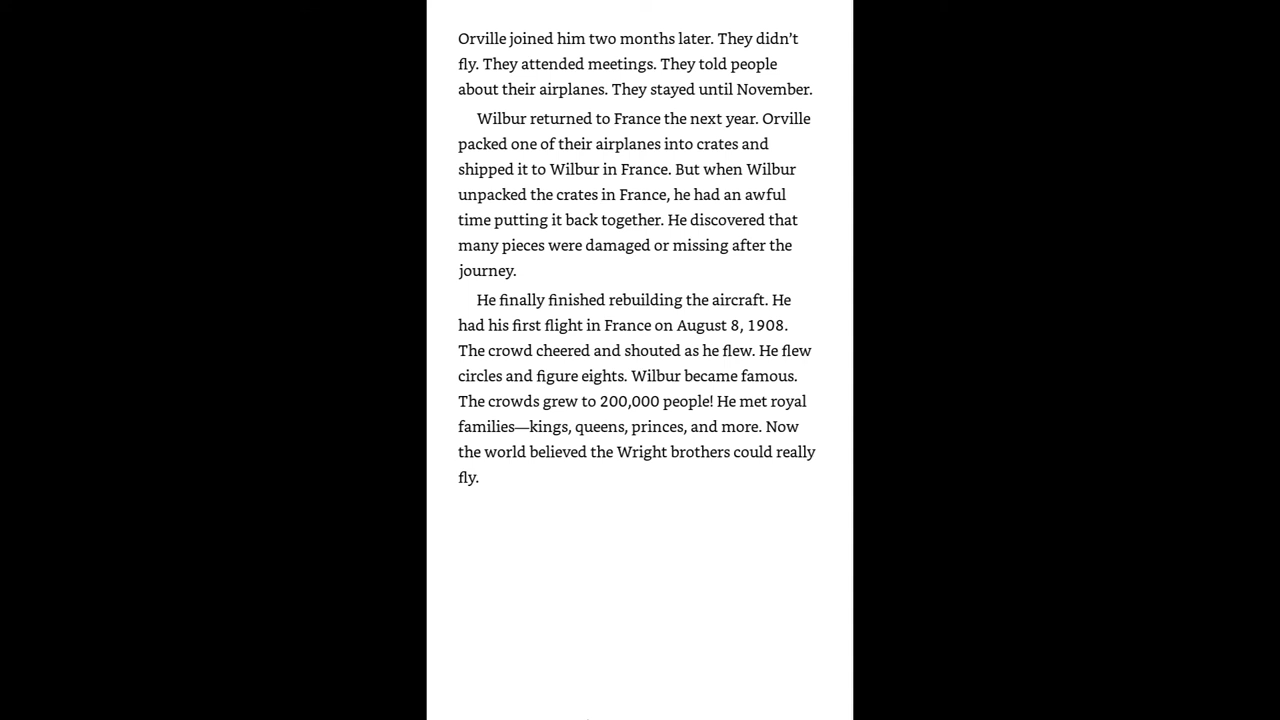 Orville joined him two months later. They didn’t
fly. They attended meetings. They told people
about their airplanes. They stayed until November.
Wilbur returned to France the next year. Orville
packed one of their airplanes into crates and
shipped it to Wilbur in France. But when Wilbur
unpacked the crates in France, he had an awful
time putting it back together. He discovered that
many pieces were damaged or missing after the
journey.
He finally finished rebuilding the aircraft. He
had his first flight in France on August 8, 1908.
The crowd cheered and shouted as he flew. He flew
circles and figure eights. Wilbur became famous.
The crowds grew to 200,000 people! He met royal
families—kings, queens, princes, and more. Now
the world believed the Wright brothers could really
fly.